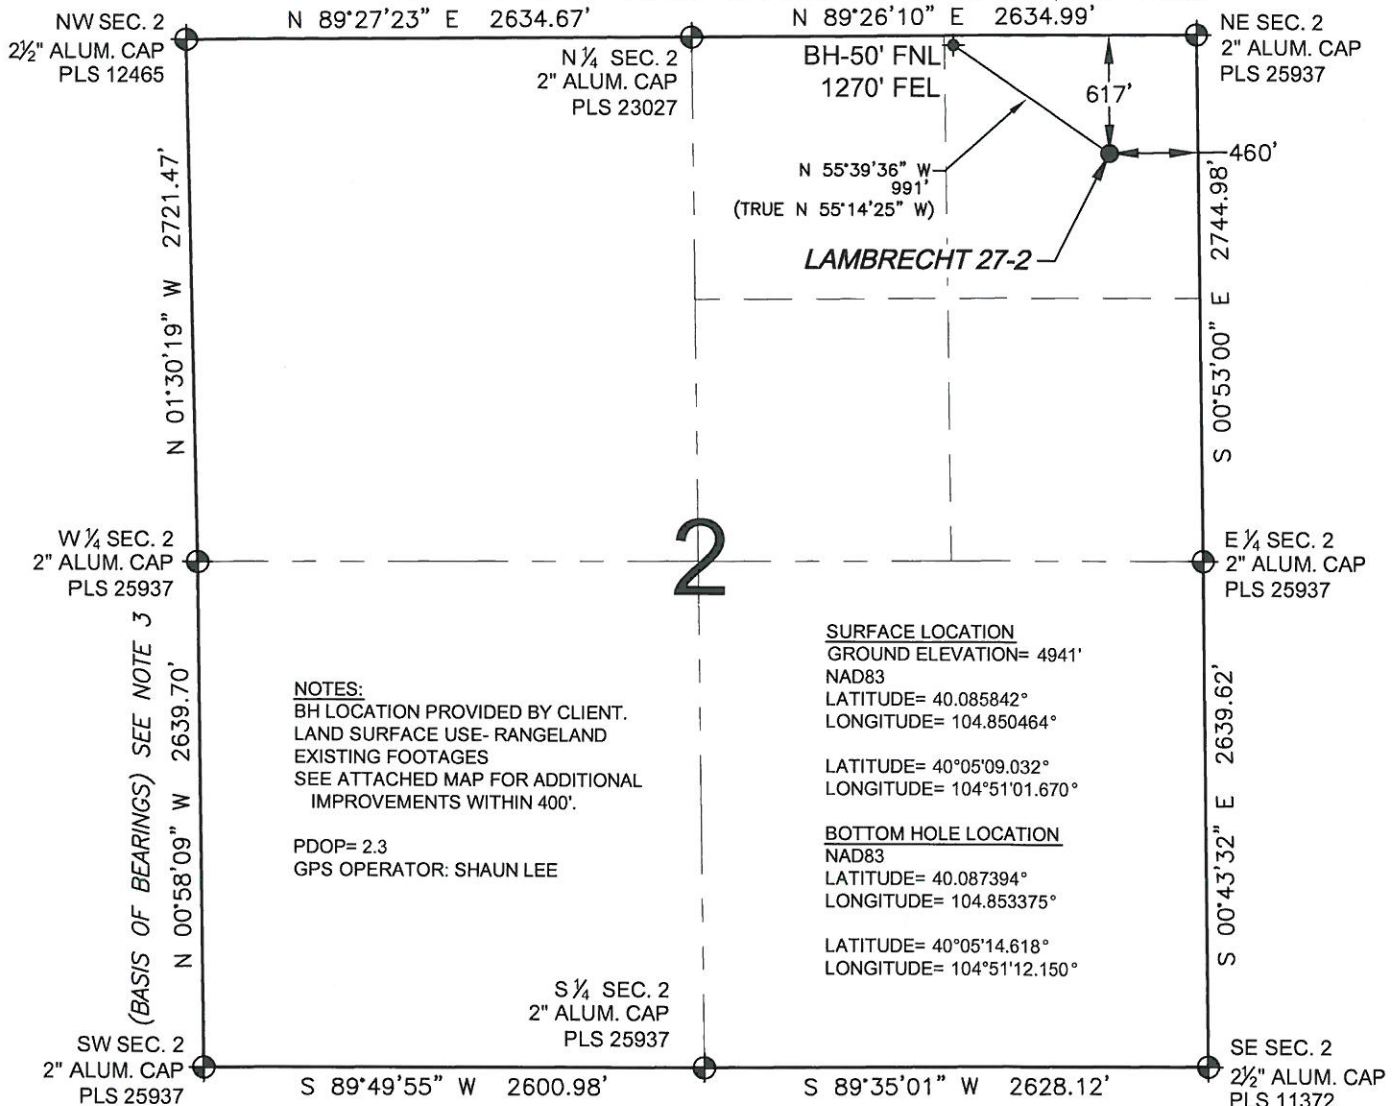 N 89°27'23" E 2634.67'
N 89°26'10" E 2634.99'
NW SEC. 2
2½" ALUM. CAP
PLS 12465
N ¼ SEC. 2
2" ALUM. CAP
PLS 23027
NE SEC. 2
2" ALUM. CAP
PLS 25937
BH-50' FNL
1270' FEL
617'
460'
N 55°39'36" W
991'
(TRUE N 55°14'25" W)
LAMBRECHT 27-2
N 01°30'19" W 2721.47'
S 00°53'00" E 2744.98'
W ¼ SEC. 2
2" ALUM. CAP
PLS 25937
2
E ¼ SEC. 2
2" ALUM. CAP
PLS 25937
(BASIS OF BEARINGS) SEE NOTE 3
N 00°58'09" W 2639.70'
NOTES:
BH LOCATION PROVIDED BY CLIENT.
LAND SURFACE USE- RANGELAND
EXISTING FOOTAGES
SEE ATTACHED MAP FOR ADDITIONAL
IMPROVEMENTS WITHIN 400'.
PDOP= 2.3
GPS OPERATOR: SHAUN LEE
SURFACE LOCATION
GROUND ELEVATION= 4941'
NAD83
LATITUDE= 40.085842°
LONGITUDE= 104.850464°
LATITUDE= 40°05'09.032°
LONGITUDE= 104°51'01.670°
BOTTOM HOLE LOCATION
NAD83
LATITUDE= 40.087394°
LONGITUDE= 104.853375°
LATITUDE= 40°05'14.618°
LONGITUDE= 104°51'12.150°
S 00°43'32" E 2639.62'
S ¼ SEC. 2
2" ALUM. CAP
PLS 25937
SW SEC. 2
2" ALUM. CAP
PLS 25937
S 89°49'55" W 2600.98'
S 89°35'01" W 2628.12'
SE SEC. 2
2½" ALUM. CAP
PLS 11372